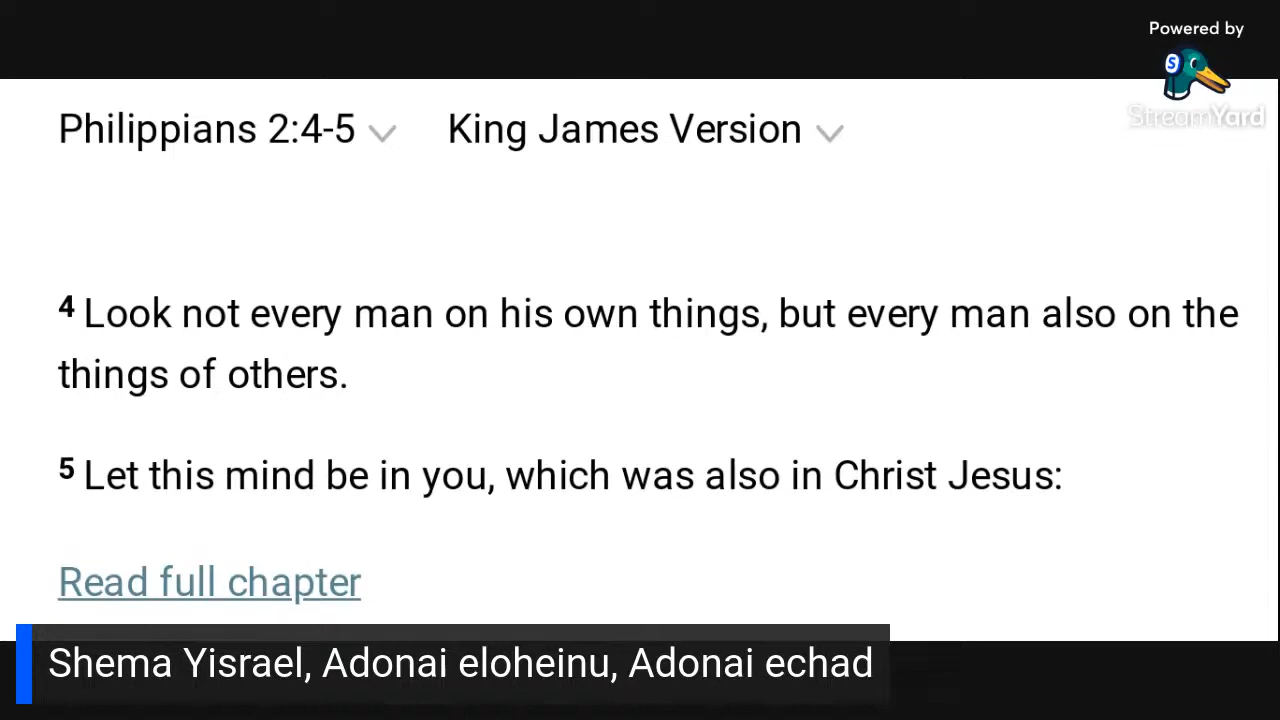 Powered by
S
StreamYard
Philippians 2:4-5 King James Version
4 Look not every man on his own things, but every man also on the
things of others.
5 Let this mind be in you, which was also in Christ Jesus:
Read full chapter
Shema Yisrael, Adonai eloheinu, Adonai echad